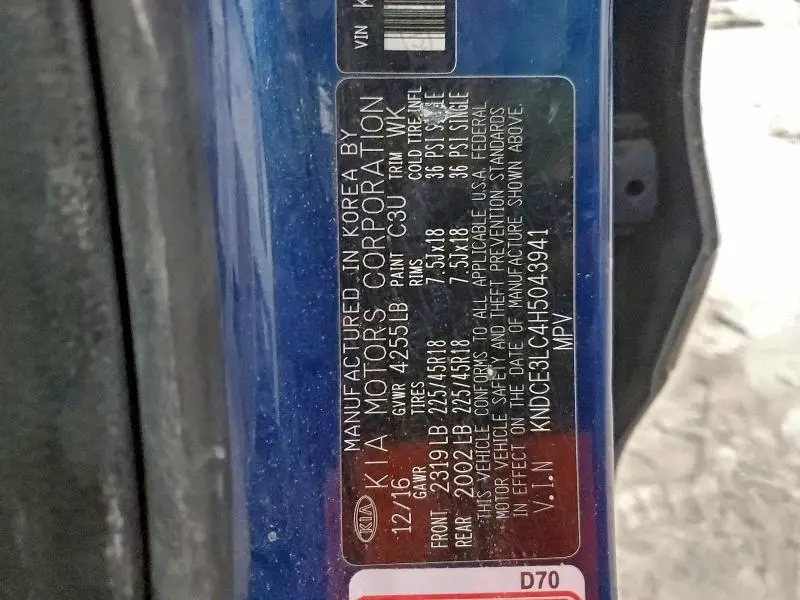 VIN K
KIA
MANUFACTURED IN KOREA BY
KIA MOTORS CORPORATION
12/16 GVWR 4255LB PAINT C3U TRIM WK
GAWR TIRES RIMS COLD TIRE INFL
FRONT 2319LB 225/45R18 7.5Jx18 36 PSI SINGLE
REAR 2002LB 225/45R18 7.5Jx18 36 PSI SINGLE
THIS VEHICLE CONFORMS TO ALL APPLICABLE U.S.A. FEDERAL
MOTOR VEHICLE SAFETY AND THEFT PREVENTION STANDARDS
IN EFFECT ON THE DATE OF MANUFACTURE SHOWN ABOVE.
V.I.N KNDCE3LC4H5043941
MPV
D70